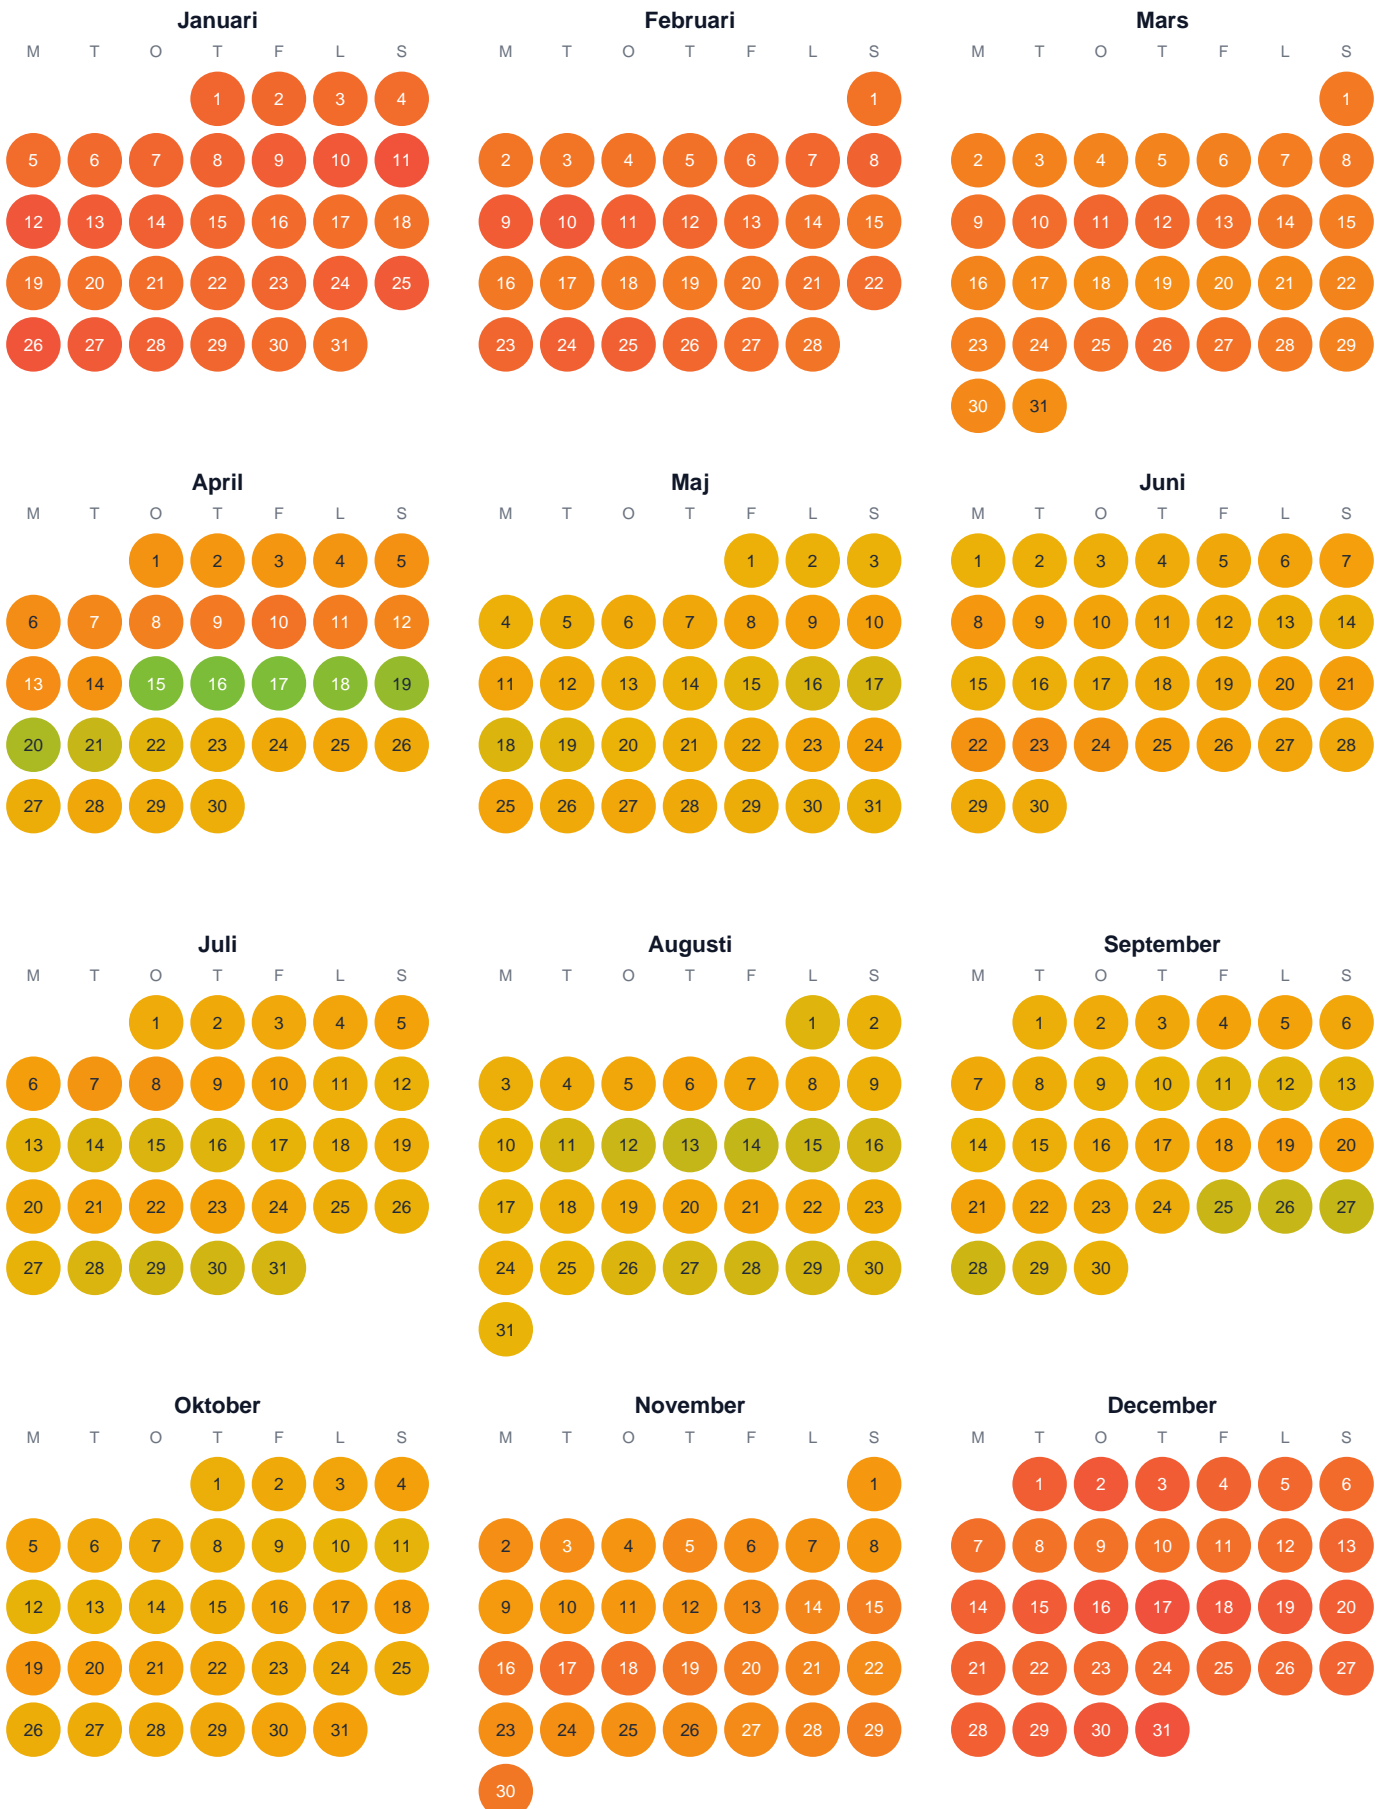 Januari Februari Mars
M T O T F L S M T O T F L S M T O T F L S
1 2 3 4 1 1
5 6 7 8 9 10 11 2 3 4 5 6 7 8 2 3 4 5 6 7 8
12 13 14 15 16 17 18 9 10 11 12 13 14 15 9 10 11 12 13 14 15
19 20 21 22 23 24 25 16 17 18 19 20 21 22 16 17 18 19 20 21 22
26 27 28 29 30 31 23 24 25 26 27 28 23 24 25 26 27 28 29
30 31
April Maj Juni
M T O T F L S M T O T F L S M T O T F L S
1 2 3 4 5 1 2 3 1 2 3 4 5 6 7
6 7 8 9 10 11 12 4 5 6 7 8 9 10 8 9 10 11 12 13 14
13 14 15 16 17 18 19 11 12 13 14 15 16 17 15 16 17 18 19 20 21
20 21 22 23 24 25 26 18 19 20 21 22 23 24 22 23 24 25 26 27 28
27 28 29 30 25 26 27 28 29 30 31 29 30
Juli Augusti September
M T O T F L S M T O T F L S M T O T F L S
1 2 3 4 5 1 2 1 2 3 4 5 6
6 7 8 9 10 11 12 3 4 5 6 7 8 9 7 8 9 10 11 12 13
13 14 15 16 17 18 19 10 11 12 13 14 15 16 14 15 16 17 18 19 20
20 21 22 23 24 25 26 17 18 19 20 21 22 23 21 22 23 24 25 26 27
27 28 29 30 31 24 25 26 27 28 29 30 28 29 30
31
Oktober November December
M T O T F L S M T O T F L S M T O T F L S
1 2 3 4 1 1 2 3 4 5 6
5 6 7 8 9 10 11 2 3 4 5 6 7 8 7 8 9 10 11 12 13
12 13 14 15 16 17 18 9 10 11 12 13 14 15 14 15 16 17 18 19 20
19 20 21 22 23 24 25 16 17 18 19 20 21 22 21 22 23 24 25 26 27
26 27 28 29 30 31 23 24 25 26 27 28 29 28 29 30 31
30